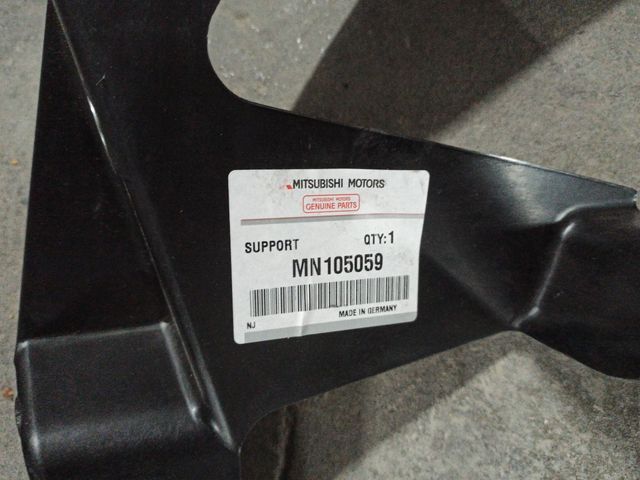 MITSUBISHI MOTORS
MITSUBISHI MOTORS
GENUINE PARTS
SUPPORT QTY:1
MN105059
NJ MADE IN GERMANY